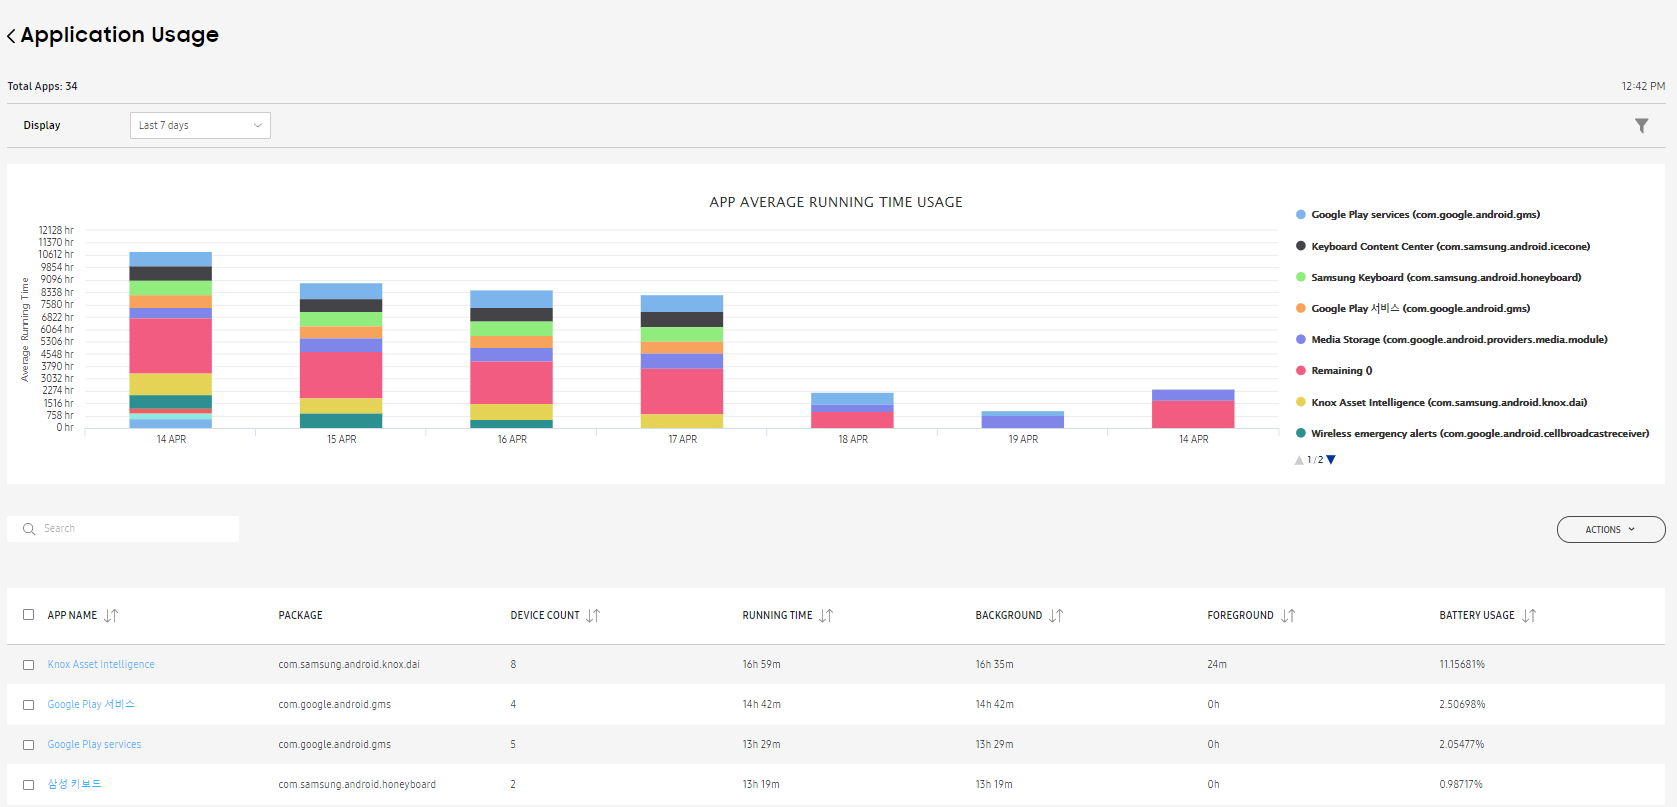 Application Usage
Total Apps: 34
12:42 PM
Display
Last 7 days
APP AVERAGE RUNNING TIME USAGE
Average Running Time
12128 hr
11370 hr
10612 hr
9854 hr
9096 hr
8338 hr
7580 hr
6822 hr
6064 hr
5306 hr
4548 hr
3790 hr
3032 hr
2274 hr
1516 hr
758 hr
0 hr
14 APR 15 APR 16 APR 17 APR 18 APR 19 APR 14 APR
Google Play services (com.google.android.gms)
Keyboard Content Center (com.samsung.android.icecone)
Samsung Keyboard (com.samsung.android.honeyboard)
Google Play 서비스 (com.google.android.gms)
Media Storage (com.google.android.providers.media.module)
Remaining ()
Knox Asset Intelligence (com.samsung.android.knox.dai)
Wireless emergency alerts (com.google.android.cellbroadcastreceiver)
1/2
Search
ACTIONS
APP NAME PACKAGE DEVICE COUNT RUNNING TIME BACKGROUND FOREGROUND BATTERY USAGE
Knox Asset Intelligence com.samsung.android.knox.dai 8 16h 59m 16h 35m 24m 11.15681%
Google Play 서비스 com.google.android.gms 4 14h 42m 14h 42m 0h 2.50698%
Google Play services com.google.android.gms 5 13h 29m 13h 29m 0h 2.05477%
삼성 키보드 com.samsung.android.honeyboard 2 13h 19m 13h 19m 0h 0.98717%